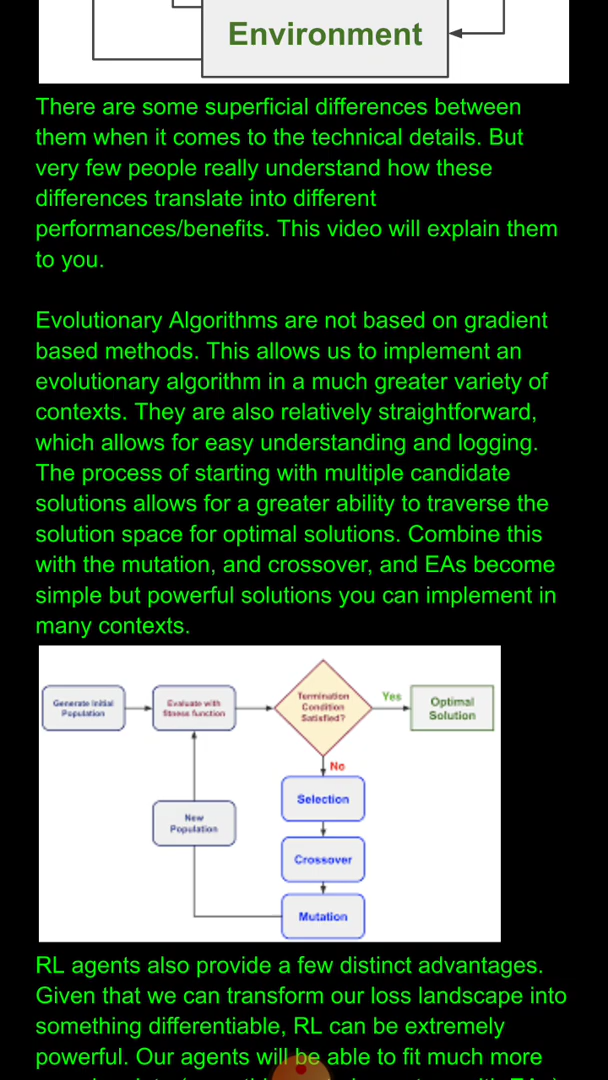 Environment
There are some superficial differences between
them when it comes to the technical details. But
very few people really understand how these
differences translate into different
performances/benefits. This video will explain them
to you.
Evolutionary Algorithms are not based on gradient
based methods. This allows us to implement an
evolutionary algorithm in a much greater variety of
contexts. They are also relatively straightforward,
which allows for easy understanding and logging.
The process of starting with multiple candidate
solutions allows for a greater ability to traverse the
solution space for optimal solutions. Combine this
with the mutation, and crossover, and EAs become
simple but powerful solutions you can implement in
many contexts.
Generate Initial
Population
Evaluate with
fitness function
Termination
Condition
Satisfied?
Yes
Optimal
Solution
No
Selection
New
Population
Crossover
Mutation
RL agents also provide a few distinct advantages.
Given that we can transform our loss landscape into
something differentiable, RL can be extremely
powerful. Our agents will be able to fit much more